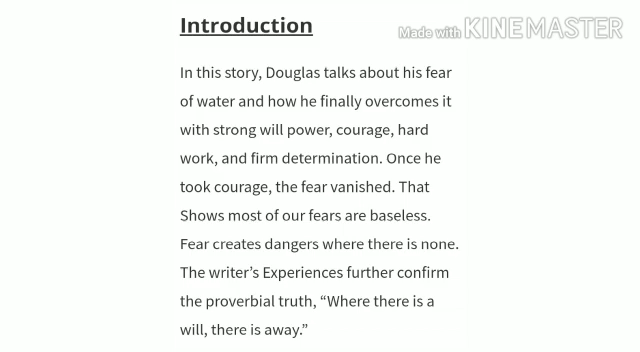 Introduction
Made with KINEMASTER
In this story, Douglas talks about his fear
of water and how he finally overcomes it
with strong will power, courage, hard
work, and firm determination. Once he
took courage, the fear vanished. That
Shows most of our fears are baseless.
Fear creates dangers where there is none.
The writer’s Experiences further confirm
the proverbial truth, “Where there is a
will, there is away.”